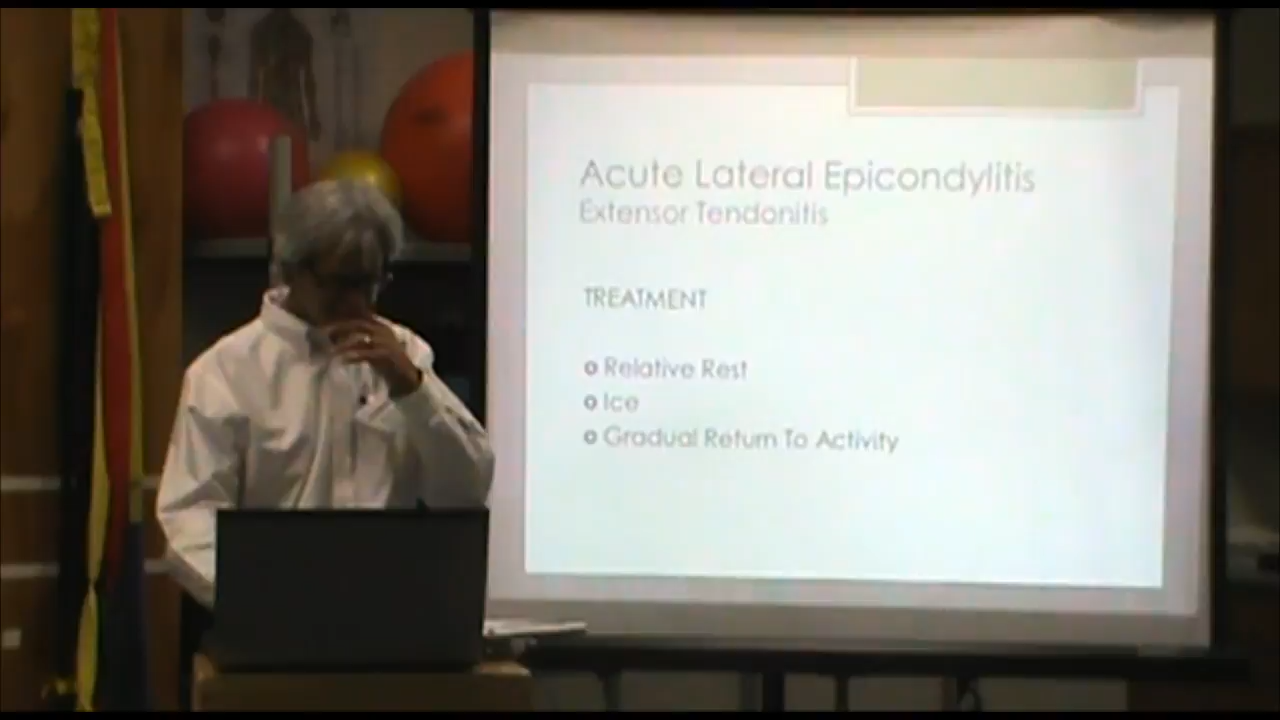 Acute Lateral Epicondylitis
Extensor Tendonitis
TREATMENT
o Relative Rest
o Ice
o Gradual Return To Activity